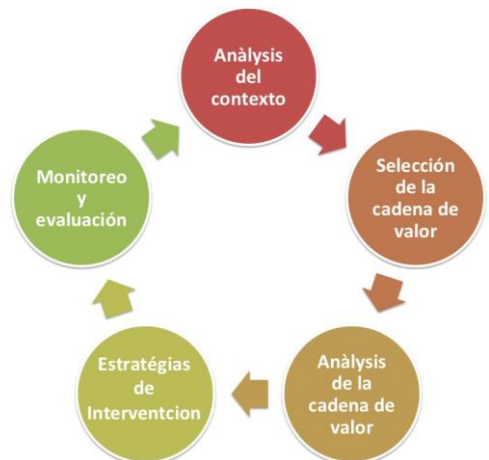 Anàlysis
del
contexto
Selección
de la
cadena de
valor
Anàlysis
de la
cadena de
valor
Estratégias
de
Interventcion
Monitoreo
y
evaluación